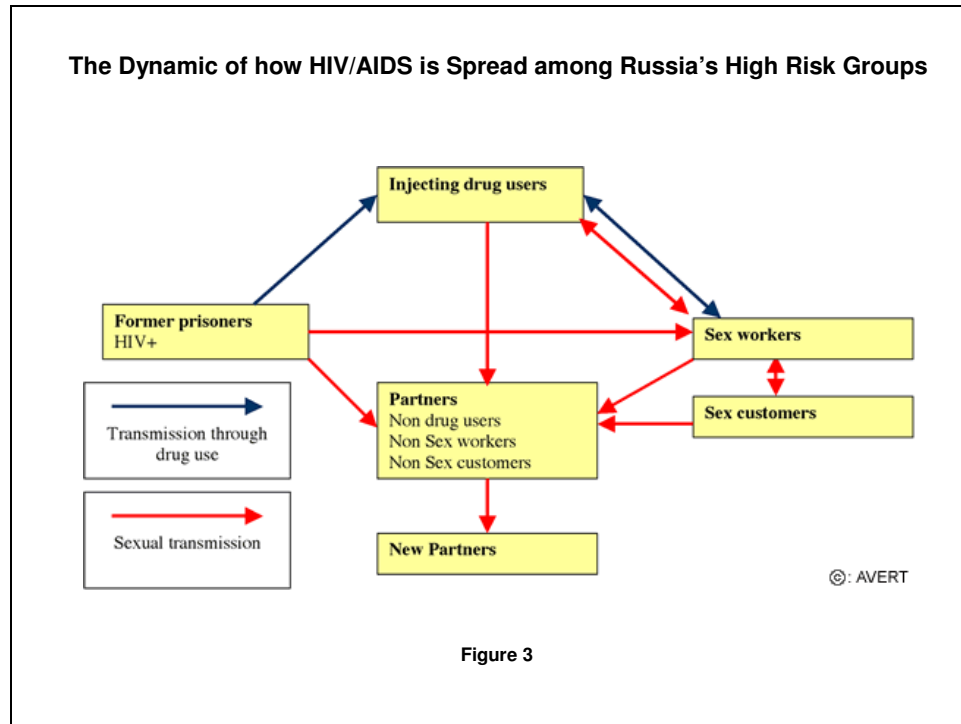 The Dynamic of how HIV/AIDS is Spread among Russia's High Risk Groups
Injecting drug users
Former prisoners
HIV+
Sex workers
Transmission through
drug use
Partners
Non drug users
Non Sex workers
Non Sex customers
Sex customers
Sexual transmission
New Partners
©: AVERT
Figure 3